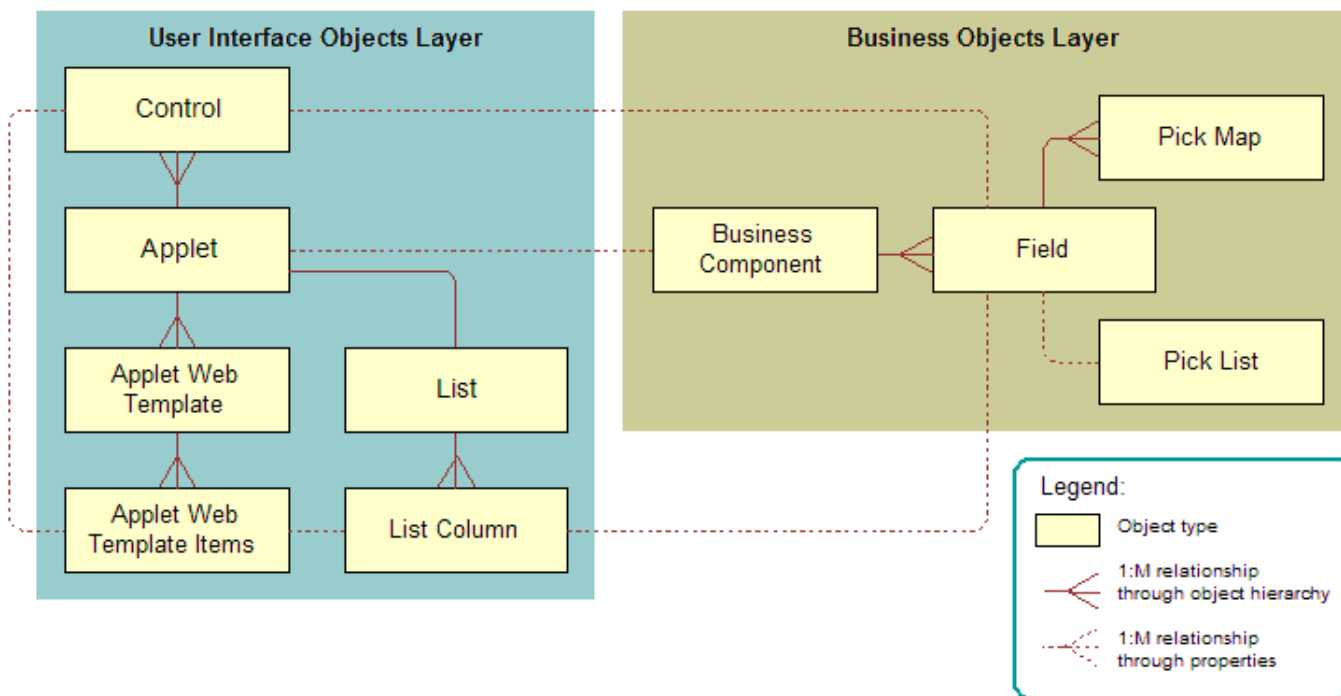 User Interface Objects Layer
Control
Applet
Applet Web
Template
List
Applet Web
Template Items
List Column
Business Objects Layer
Pick Map
Business
Component
Field
Pick List
Legend:
Object type
1:M relationship
through object hierarchy
1:M relationship
through properties